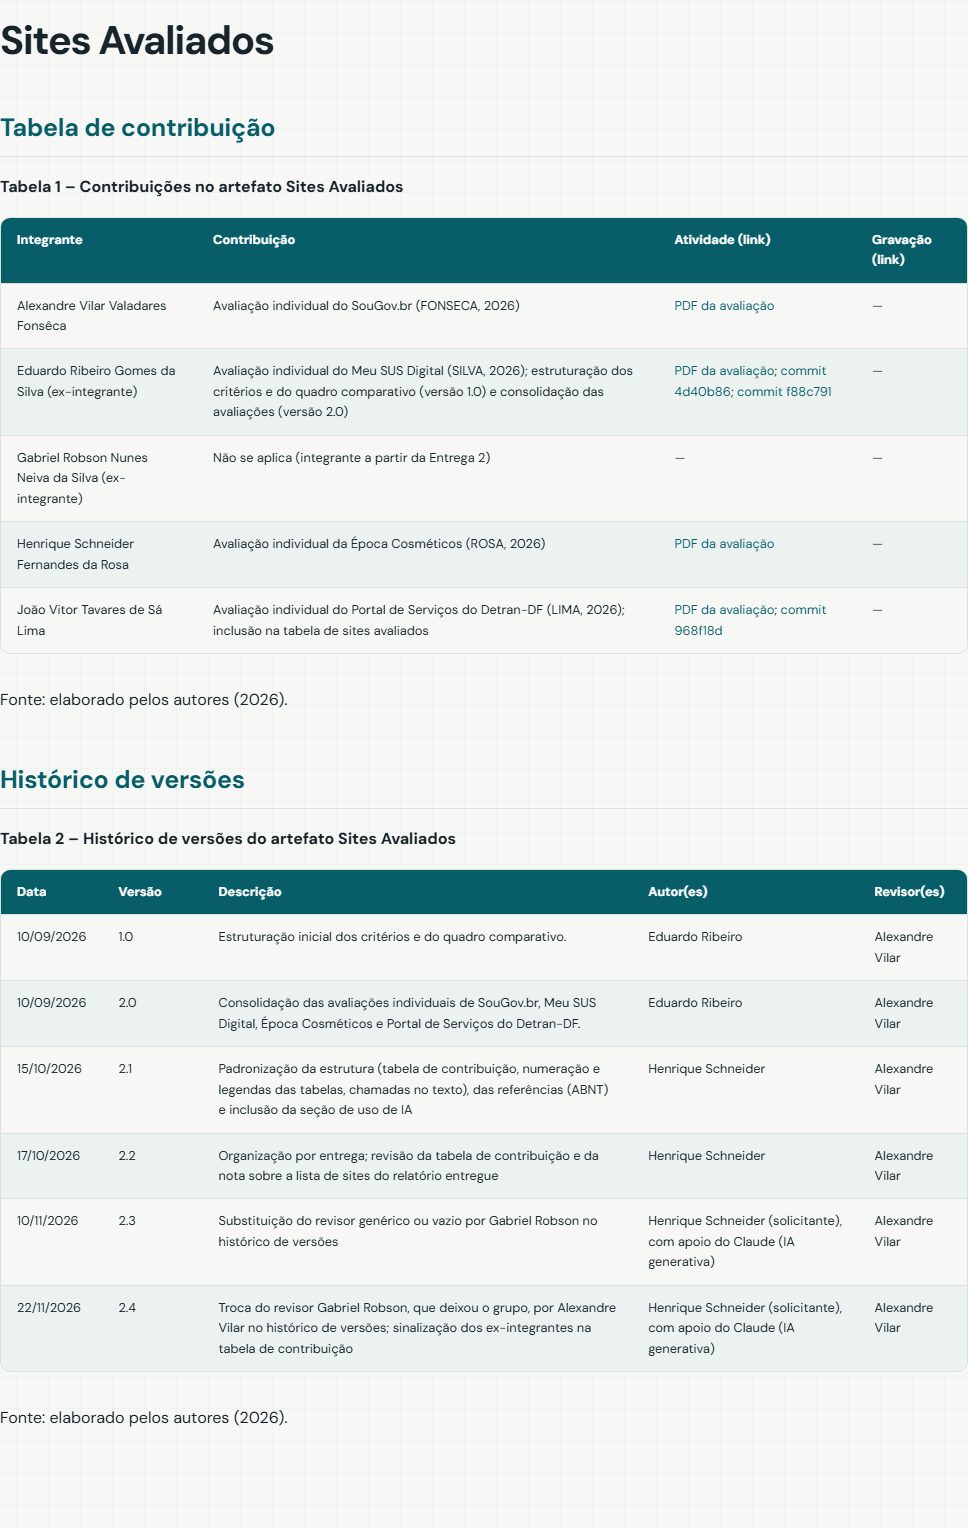 Sites Avaliados
Tabela de contribuição
Tabela 1 – Contribuições no artefato Sites Avaliados
Integrante Contribuição Atividade (link) Gravação
(link)
Alexandre Vilar Valadares Avaliação individual do SouGov.br (FONSECA, 2026) PDF da avaliação —
Fonsêca
Eduardo Ribeiro Gomes da Avaliação individual do Meu SUS Digital (SILVA, 2026); estruturação dos PDF da avaliação; commit —
Silva (ex-integrante) critérios e do quadro comparativo (versão 1.0) e consolidação das 4d40b86; commit f88c791
avaliações (versão 2.0)
Gabriel Robson Nunes Não se aplica (integrante a partir da Entrega 2) — —
Neiva da Silva (ex-
integrante)
Henrique Schneider Avaliação individual da Época Cosméticos (ROSA, 2026) PDF da avaliação —
Fernandes da Rosa
João Vitor Tavares de Sá Avaliação individual do Portal de Serviços do Detran-DF (LIMA, 2026); PDF da avaliação; commit —
Lima inclusão na tabela de sites avaliados 968f18d
Fonte: elaborado pelos autores (2026).
Histórico de versões
Tabela 2 – Histórico de versões do artefato Sites Avaliados
Data Versão Descrição Autor(es) Revisor(es)
10/09/2026 1.0 Estruturação inicial dos critérios e do quadro comparativo. Eduardo Ribeiro Alexandre
Vilar
10/09/2026 2.0 Consolidação das avaliações individuais de SouGov.br, Meu SUS Eduardo Ribeiro Alexandre
Digital, Época Cosméticos e Portal de Serviços do Detran-DF. Vilar
15/10/2026 2.1 Padronização da estrutura (tabela de contribuição, numeração e Henrique Schneider Alexandre
legendas das tabelas, chamadas no texto), das referências (ABNT) Vilar
e inclusão da seção de uso de IA
17/10/2026 2.2 Organização por entrega; revisão da tabela de contribuição e da Henrique Schneider Alexandre
nota sobre a lista de sites do relatório entregue Vilar
10/11/2026 2.3 Substituição do revisor genérico ou vazio por Gabriel Robson no Henrique Schneider (solicitante), Alexandre
histórico de versões com apoio do Claude (IA Vilar
generativa)
22/11/2026 2.4 Troca do revisor Gabriel Robson, que deixou o grupo, por Alexandre Henrique Schneider (solicitante), Alexandre
Vilar no histórico de versões; sinalização dos ex-integrantes na com apoio do Claude (IA Vilar
tabela de contribuição generativa)
Fonte: elaborado pelos autores (2026).